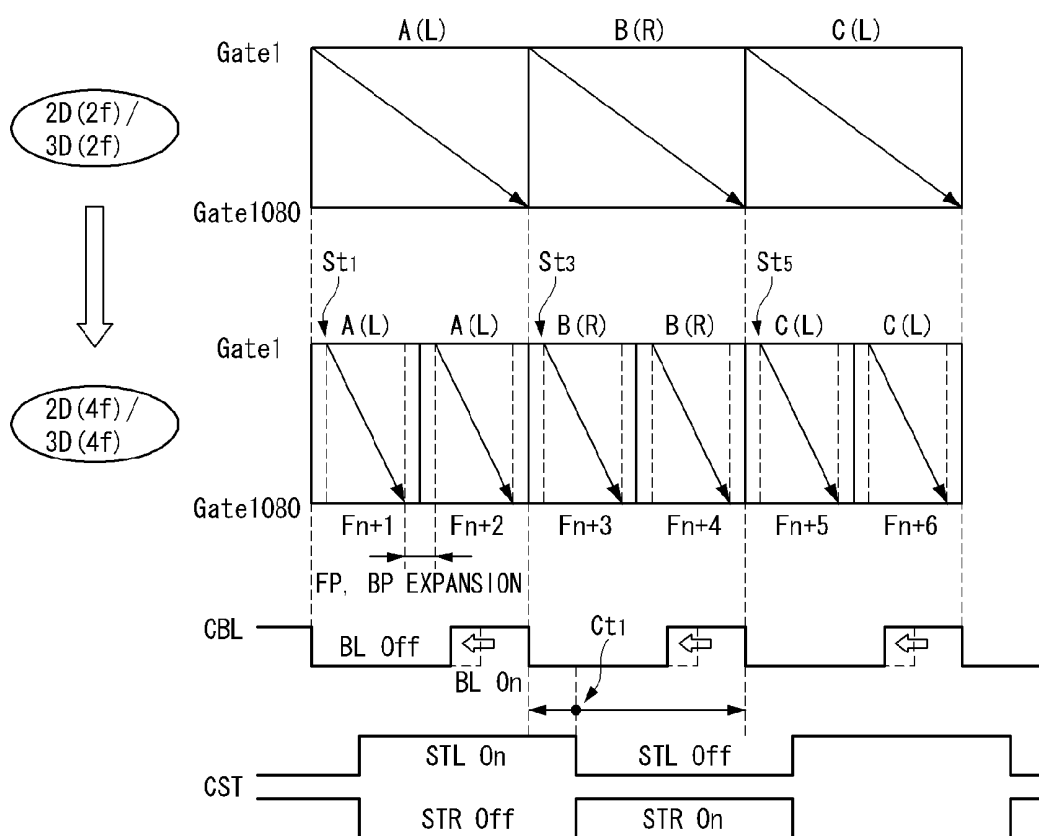 A(L) B(R) C(L)
Gate1
2D(2f)/
3D(2f)
Gate1080
St1 St3 St5
A(L) A(L) B(R) B(R) C(L) C(L)
Gate1
2D(4f)/
3D(4f)
Gate1080
Fn+1 Fn+2 Fn+3 Fn+4 Fn+5 Fn+6
FP, BP EXPANSION
CBL
BL Off
Ct1
BL On
STL On STL Off
CST
STR Off STR On